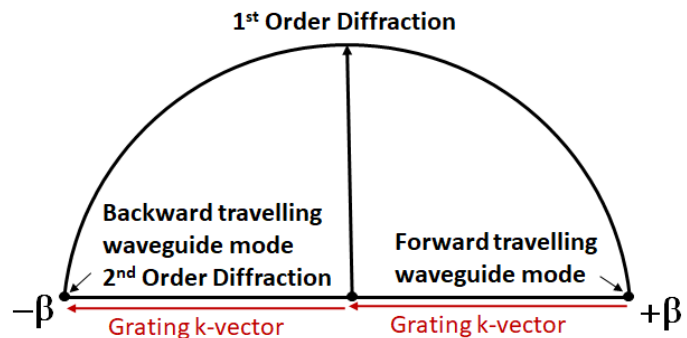 1st Order Diffraction
Backward travelling
waveguide mode
2nd Order Diffraction
Forward travelling
waveguide mode
−β
+β
Grating k-vector
Grating k-vector